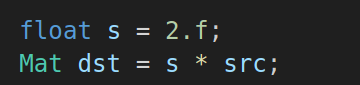 float s = 2.f;
Mat dst = s * src;